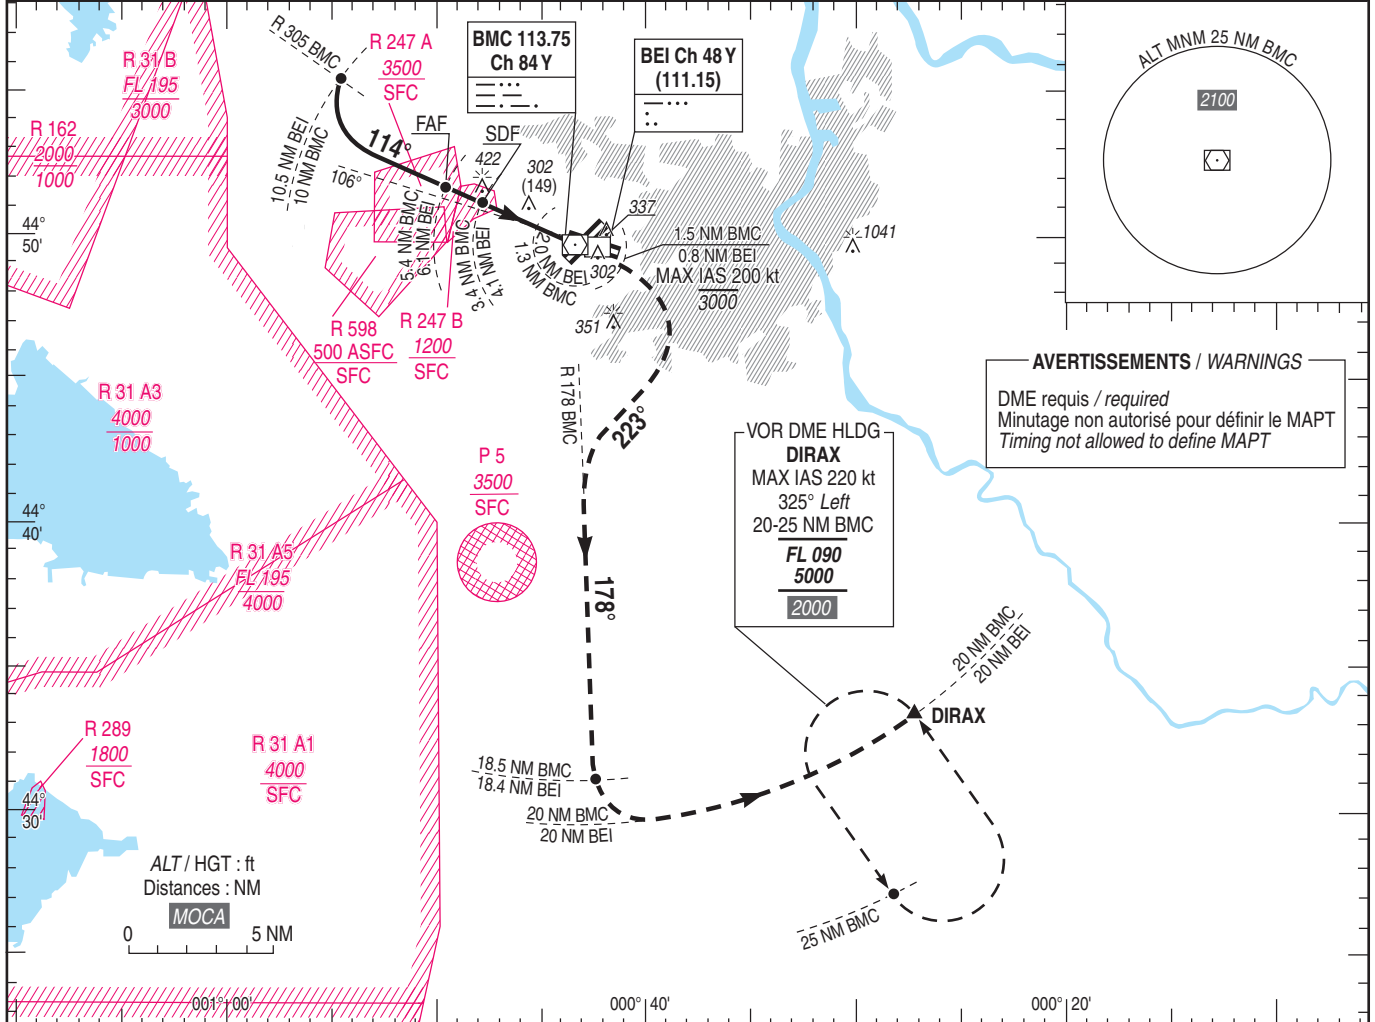 R 305 BMC
R 247 A
3500
SFC
BMC 113.75
Ch 84 Y
BEI Ch 48 Y
(111.15)
ALT MNM 25 NM BMC
2100
R 31 B
FL 195
3000
R 162
2000
1000
10.5 NM BEI
10 NM BMC
114°
106°
FAF
SDF
422
302
(149)
337
1041
44°
50'
5.4 NM BMC
6.1 NM BEI
3.4 NM BMC
4.1 NM BEI
2.0 NM BEI
1.3 NM BMC
302
1.5 NM BMC
0.8 NM BEI
MAX IAS 200 kt
3000
351
R 598
500 ASFC
SFC
R 247 B
1200
SFC
R 178 BMC
223°
AVERTISSEMENTS / WARNINGS
DME requis / required
Minutage non autorisé pour définir le MAPT
Timing not allowed to define MAPT
R 31 A3
4000
1000
P 5
3500
SFC
VOR DME HLDG
DIRAX
MAX IAS 220 kt
325° Left
20-25 NM BMC
FL 090
5000
2000
44°
40'
R 31 A5
FL 195
4000
178°
20 NM BMC
20 NM BEI
DIRAX
R 289
1800
SFC
R 31 A1
4000
SFC
18.5 NM BMC
18.4 NM BEI
20 NM BMC
20 NM BEI
44°
30'
25 NM BMC
ALT / HGT : ft
Distances : NM
MOCA
0 5 NM
001° 00'
000° 40'
000° 20'